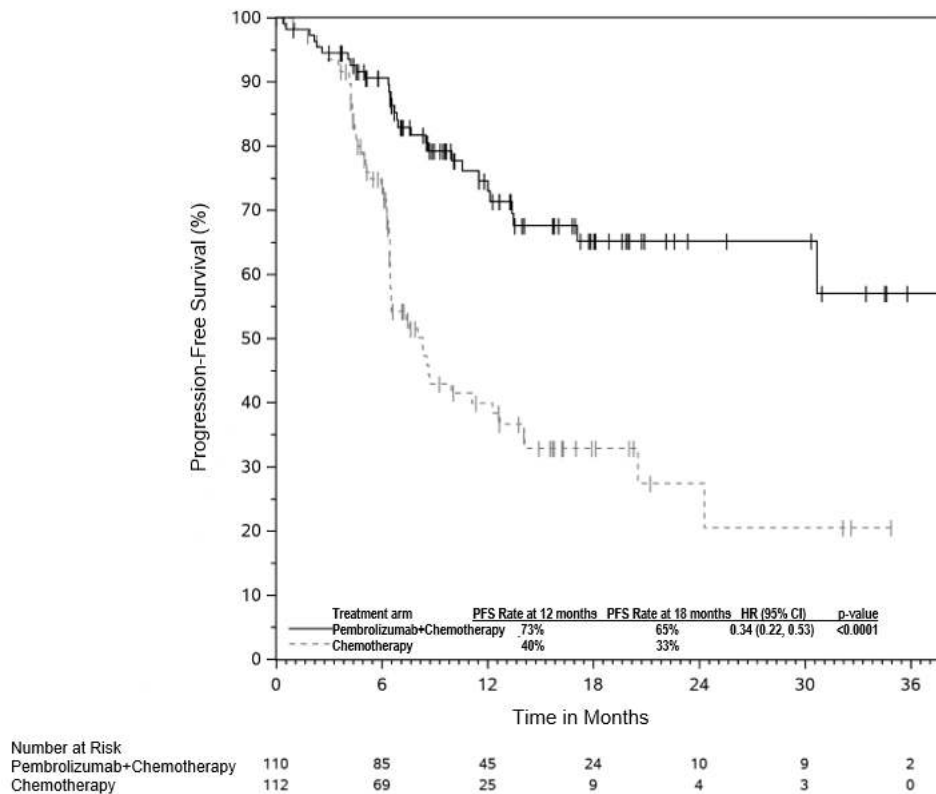 100
90
80
70
60
50
40
30
20
10
0
Progression-Free Survival (%)
Treatment arm PFS Rate at 12 months PFS Rate at 18 months HR (95% CI) p-value
Pembrolizumab+Chemotherapy 73% 65% 0.34 (0.22, 0.53) <0.0001
Chemotherapy 40% 33%
0 6 12 18 24 30 36
Time in Months
Number at Risk
Pembrolizumab+Chemotherapy 110 85 45 24 10 9 2
Chemotherapy 112 69 25 9 4 3 0